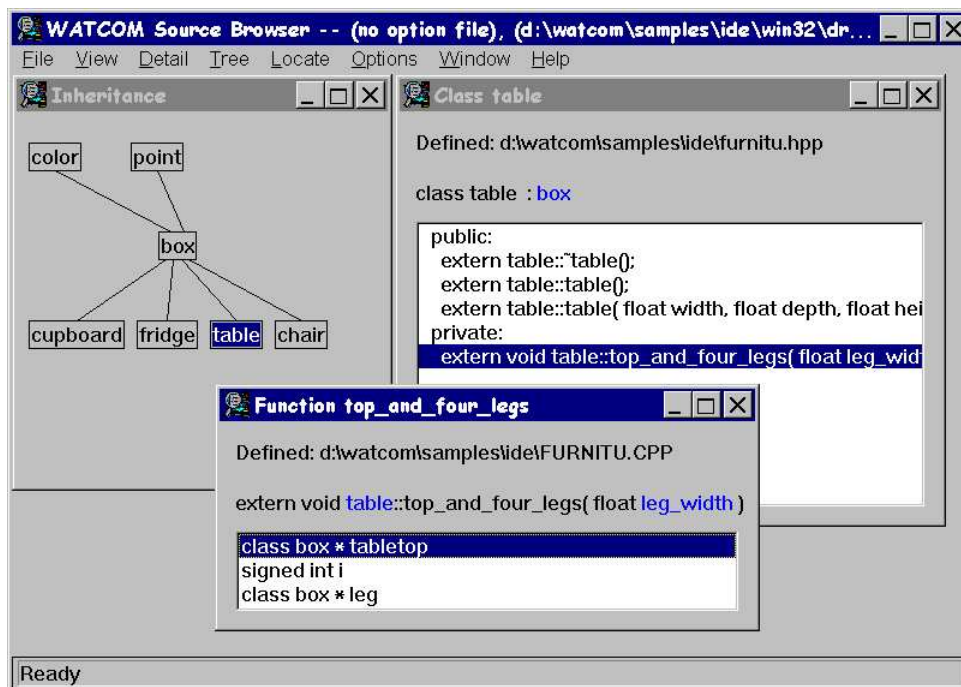 WATCOM Source Browser -- (no option file), (d:\watcom\samples\ide\win32\dr...
File View Detail Tree Locate Options Window Help
Inheritance
color point
box
cupboard fridge table chair
Class table
Defined: d:\watcom\samples\ide\furnitu.hpp
class table : box
public:
extern table::~table();
extern table::table();
extern table::table( float width, float depth, float hei
private:
extern void table::top_and_four_legs( float leg_widt
Function top_and_four_legs
Defined: d:\watcom\samples\ide\FURNITU.CPP
extern void table::top_and_four_legs( float leg_width )
class box * tabletop
signed int i
class box * leg
Ready